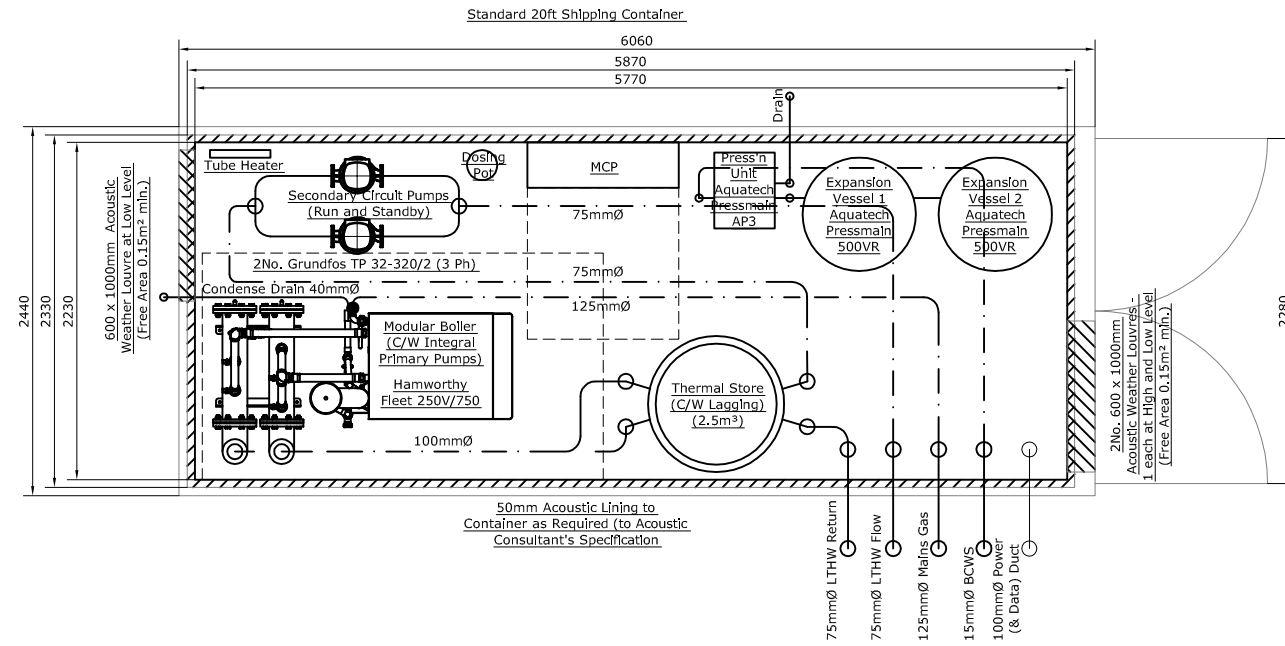 Standard 20ft Shipping Container
6060
5870
5770
2440
2330
2230
2280
600 x 1000mm Acoustic
Weather Louvre at Low Level
(Free Area 0.15m² min.)
Tube Heater
Secondary Circuit Pumps
(Run and Standby)
Dosing
Pot
MCP
Drain
Press'n
Unit
Aquatech
Pressmain
AP3
Expansion
Vessel 1
Aquatech
Pressmain
500VR
Expansion
Vessel 2
Aquatech
Pressmain
500VR
75mmØ
2No. Grundfos TP 32-320/2 (3 Ph)
75mmØ
Condense Drain 40mmØ
125mmØ
Modular Boiler
(C/W Integral
Primary Pumps)
Hamworthy
Fleet 250V/750
Thermal Store
(C/W Lagging)
(2.5m³)
100mmØ
2No. 600 x 1000mm
Acoustic Weather Louvres -
1 each at High and Low Level
(Free Area 0.15m² min.)
50mm Acoustic Lining to
Container as Required (to Acoustic
Consultant's Specification
75mmØ LTHW Return
75mmØ LTHW Flow
125mmØ Mains Gas
15mmØ BCWS
100mmØ Power
(& Data) Duct